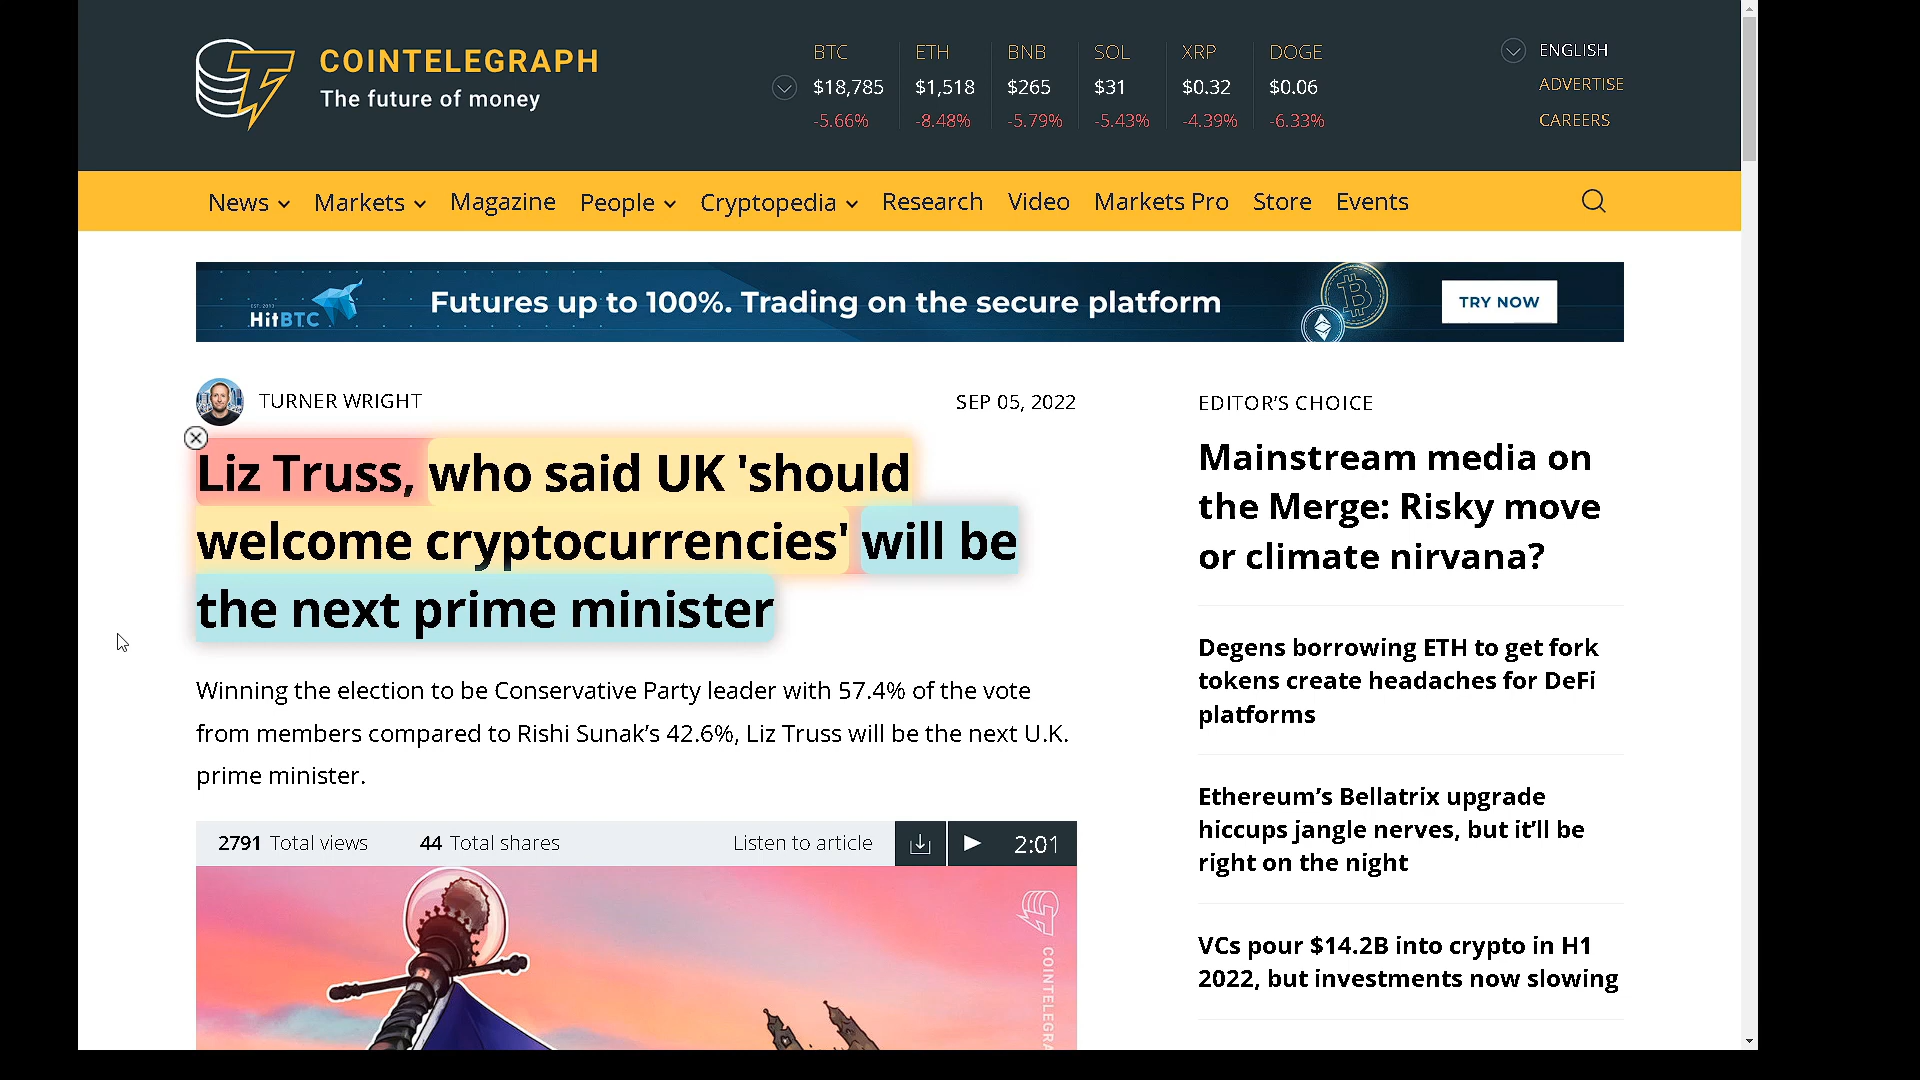 COINTELEGRAPH
The future of money
BTC ETH BNB SOL XRP DOGE
$18,785 $1,518 $265 $31 $0.32 $0.06
-5.66% -8.48% -5.79% -5.43% -4.39% -6.33%
ENGLISH
ADVERTISE
CAREERS
News Markets Magazine People Cryptopedia Research Video Markets Pro Store Events
EST. 2013
HitBTC
Futures up to 100%. Trading on the secure platform
TRY NOW
TURNER WRIGHT
SEP 05, 2022
Liz Truss, who said UK 'should
welcome cryptocurrencies' will be
the next prime minister
Winning the election to be Conservative Party leader with 57.4% of the vote
from members compared to Rishi Sunak’s 42.6%, Liz Truss will be the next U.K.
prime minister.
2791 Total views 44 Total shares Listen to article 2:01
EDITOR’S CHOICE
Mainstream media on
the Merge: Risky move
or climate nirvana?
Degens borrowing ETH to get fork
tokens create headaches for DeFi
platforms
Ethereum’s Bellatrix upgrade
hiccups jangle nerves, but it’ll be
right on the night
VCs pour $14.2B into crypto in H1
2022, but investments now slowing